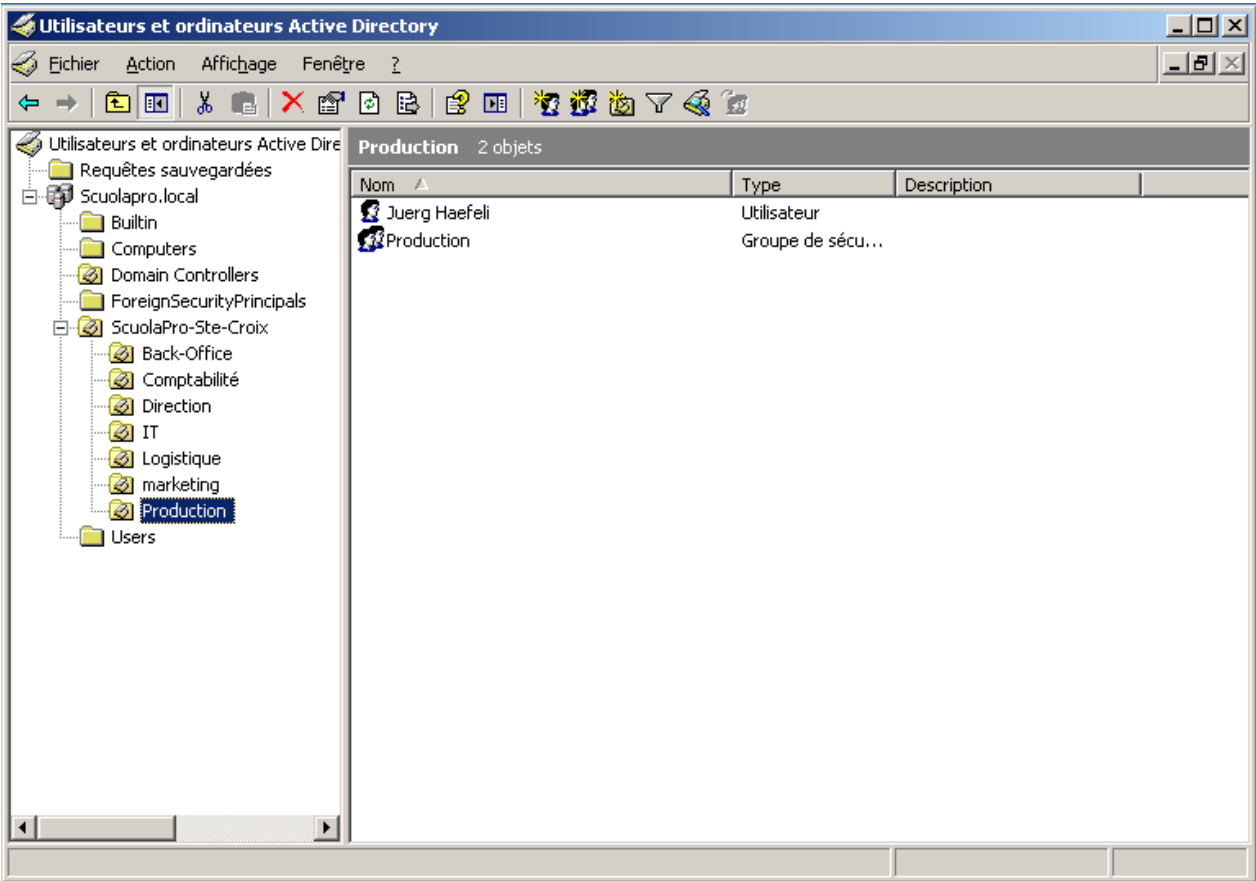 Utilisateurs et ordinateurs Active Directory
Fichier Action Affichage Fenêtre ?
Utilisateurs et ordinateurs Active Dire
Requêtes sauvegardées
Scuolapro.local
Builtin
Computers
Domain Controllers
ForeignSecurityPrincipals
ScuolaPro-Ste-Croix
Back-Office
Comptabilité
Direction
IT
Logistique
marketing
Production
Users
Production 2 objets
Nom Type Description
Juerg Haefeli Utilisateur
Production Groupe de sécu...